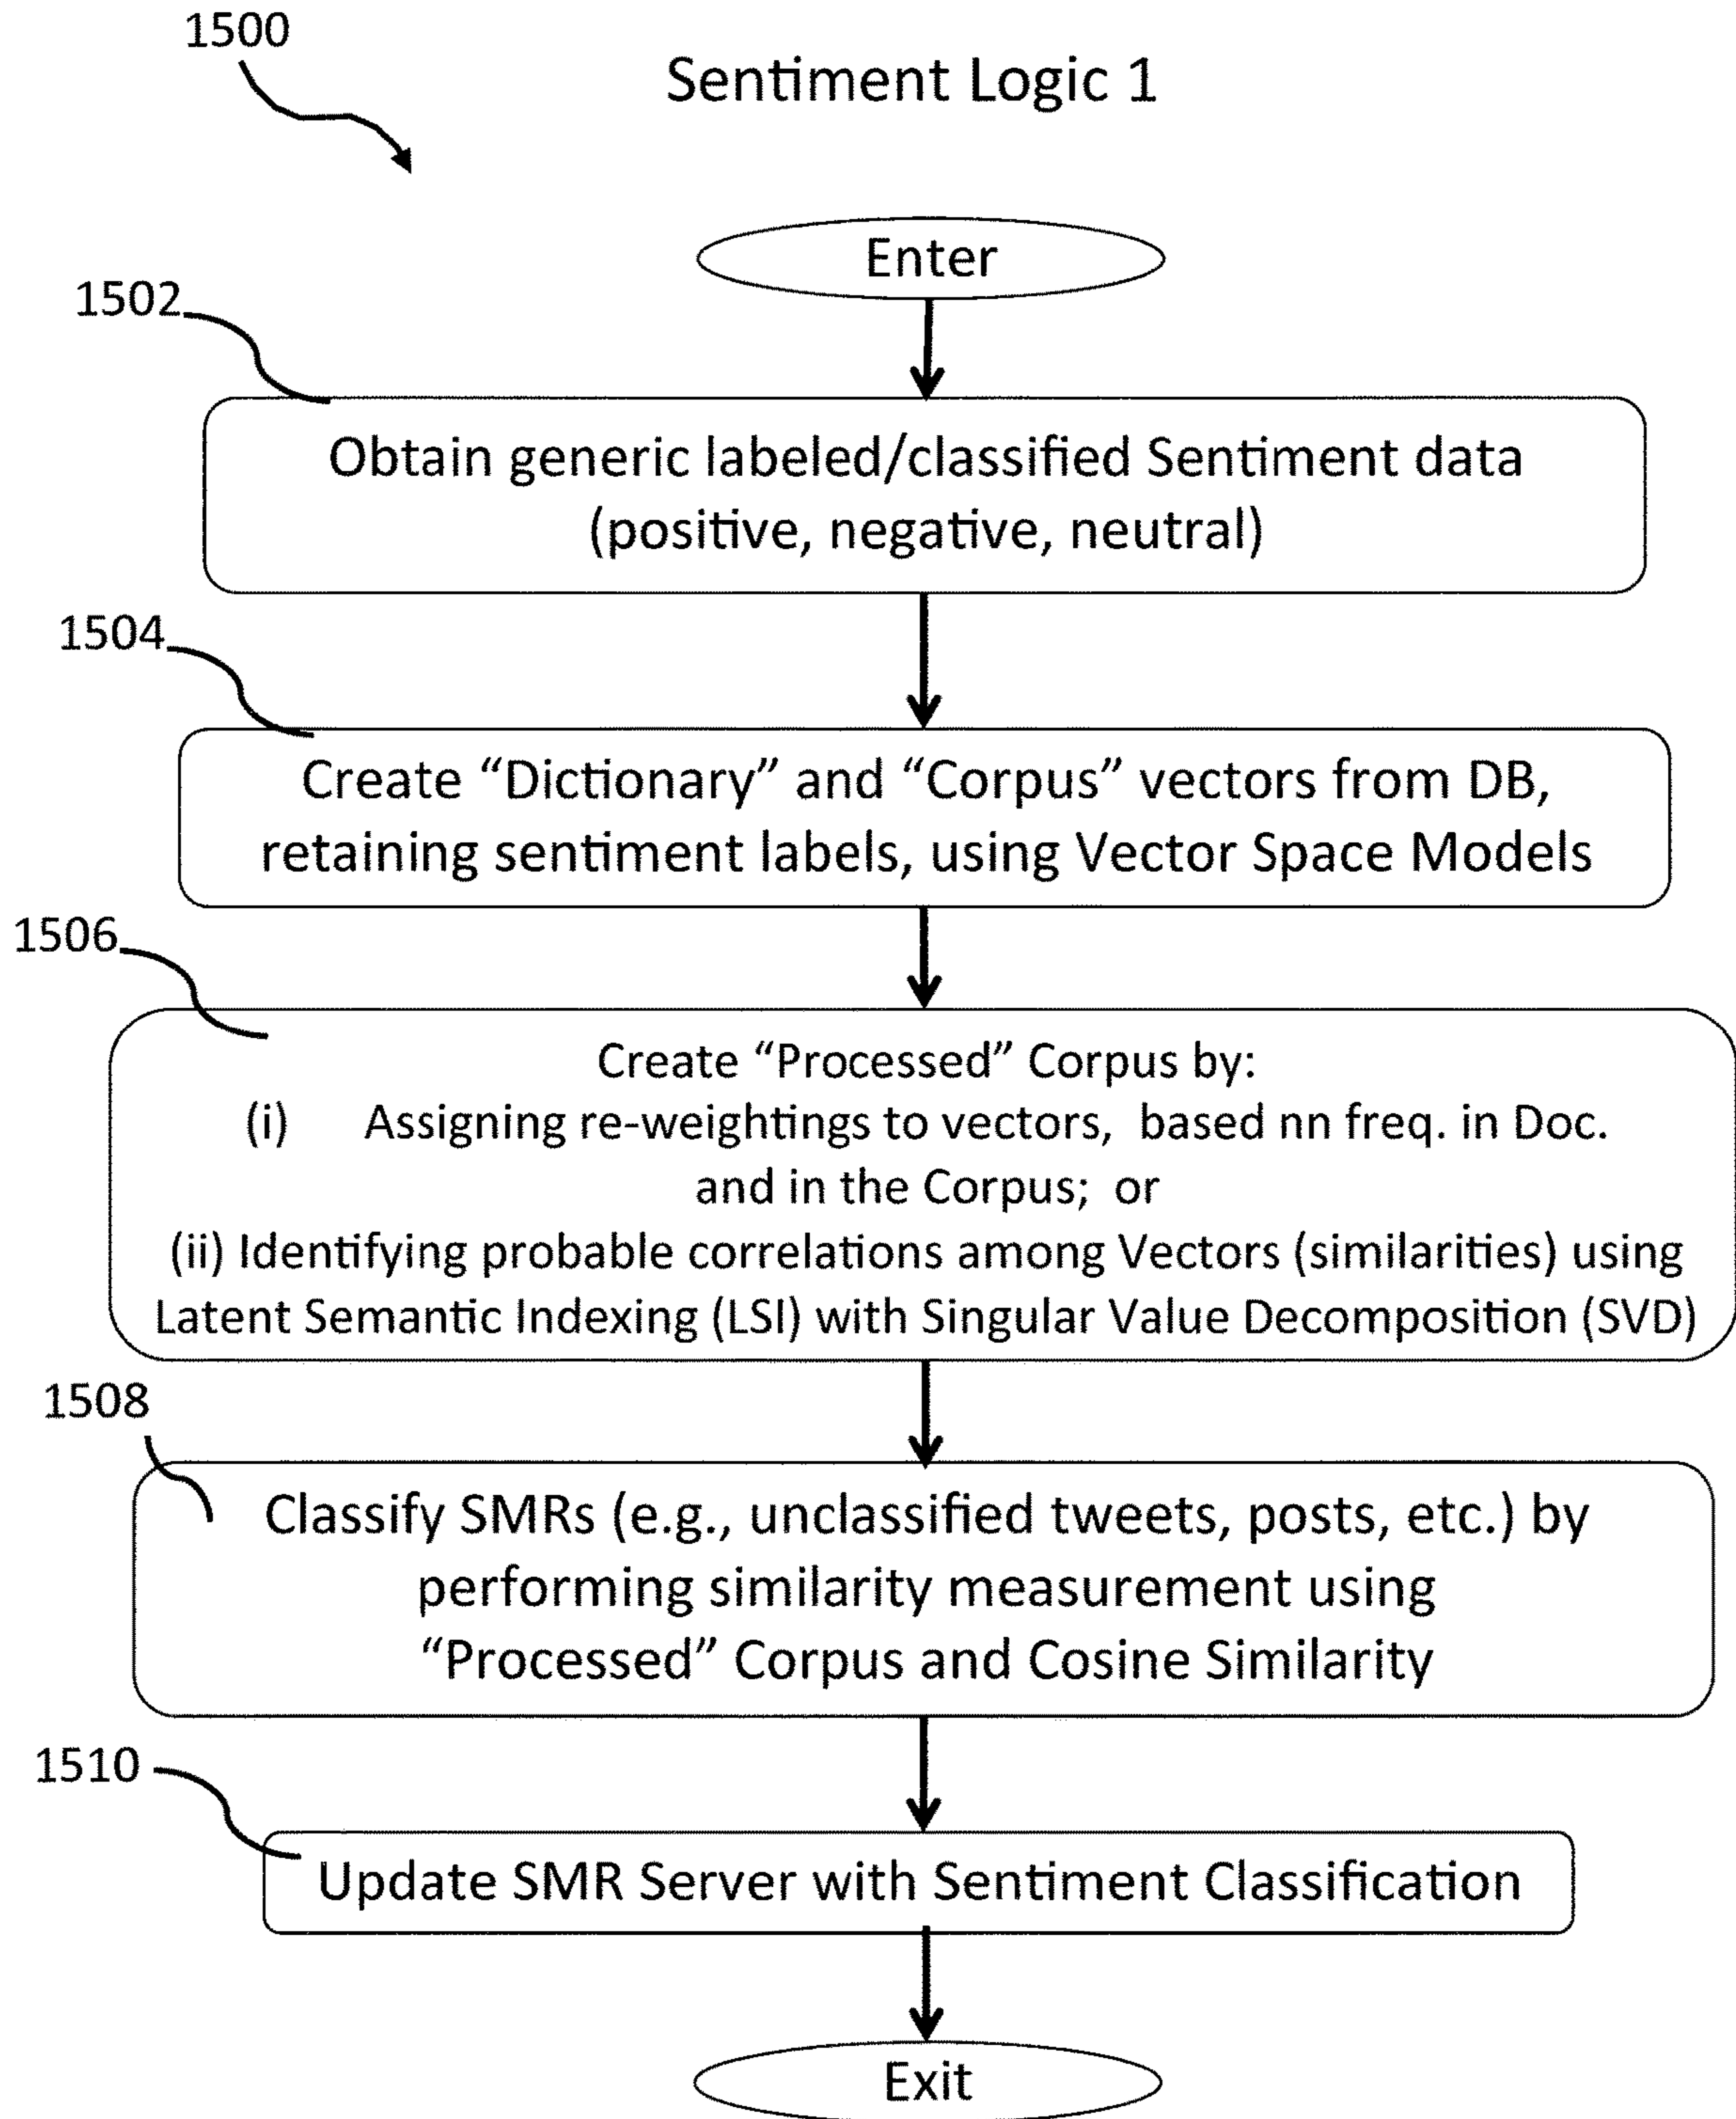 1500
Sentiment Logic 1
Enter
1502
Obtain generic labeled/classified Sentiment data
(positive, negative, neutral)
1504
Create “Dictionary” and “Corpus” vectors from DB,
retaining sentiment labels, using Vector Space Models
1506
Create “Processed” Corpus by:
(i) Assigning re-weightings to vectors, based nn freq. in Doc.
and in the Corpus; or
(ii) Identifying probable correlations among Vectors (similarities) using
Latent Semantic Indexing (LSI) with Singular Value Decomposition (SVD)
1508
Classify SMRs (e.g., unclassified tweets, posts, etc.) by
performing similarity measurement using
“Processed” Corpus and Cosine Similarity
1510
Update SMR Server with Sentiment Classification
Exit